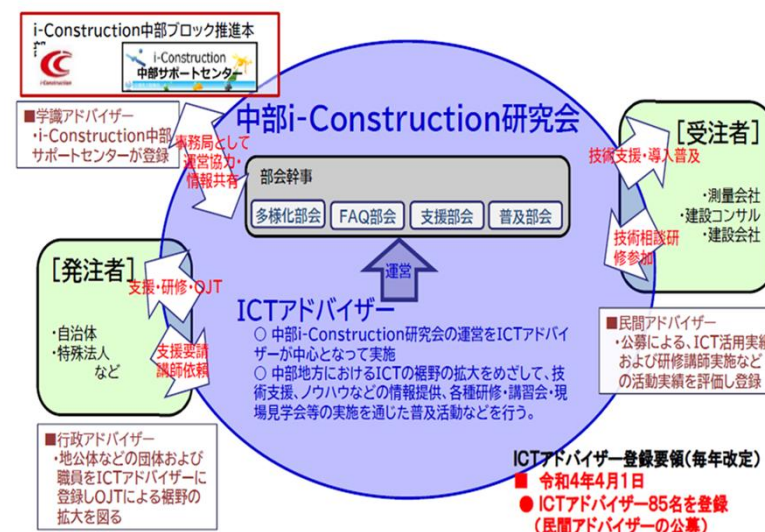 i-Construction中部ブロック推進本
部
i-Construction
i-Construction
中部サポートセンター
■学識アドバイザー
・i-Construction中部
サポートセンターが登録
事務局として
運営協力・
情報共有
中部i-Construction研究会
部会幹事
多様化部会
FAQ部会
支援部会
普及部会
運営
[受注者]
技術支援・導入普及
・測量会社
・建設コンサル
・建設会社
技術相談研
修参加
[発注者]
支援・研修・OJT
・自治体
・特殊法人
など
支援要請
講師依頼
ICTアドバイザー
○ 中部i-Construction研究会の運営をICTアドバイ
ザーが中心となって実施
○ 中部地方におけるICTの裾野の拡大をめざして、技
術支援、ノウハウなどの情報提供、各種研修・講習会・現
場見学会等の実施を通じた普及活動などを行う。
■民間アドバイザー
・公募による、ICT活用実績
および研修講師実施など
の活動実績を評価し登録
■行政アドバイザー
・地公体などの団体および
職員をICTアドバイザーに
登録しOJTによる裾野の
拡大を図る
ICTアドバイザー登録要領(毎年改定)
■ 令和4年4月1日
● ICTアドバイザー85名を登録
(民間アドバイザーの公募)